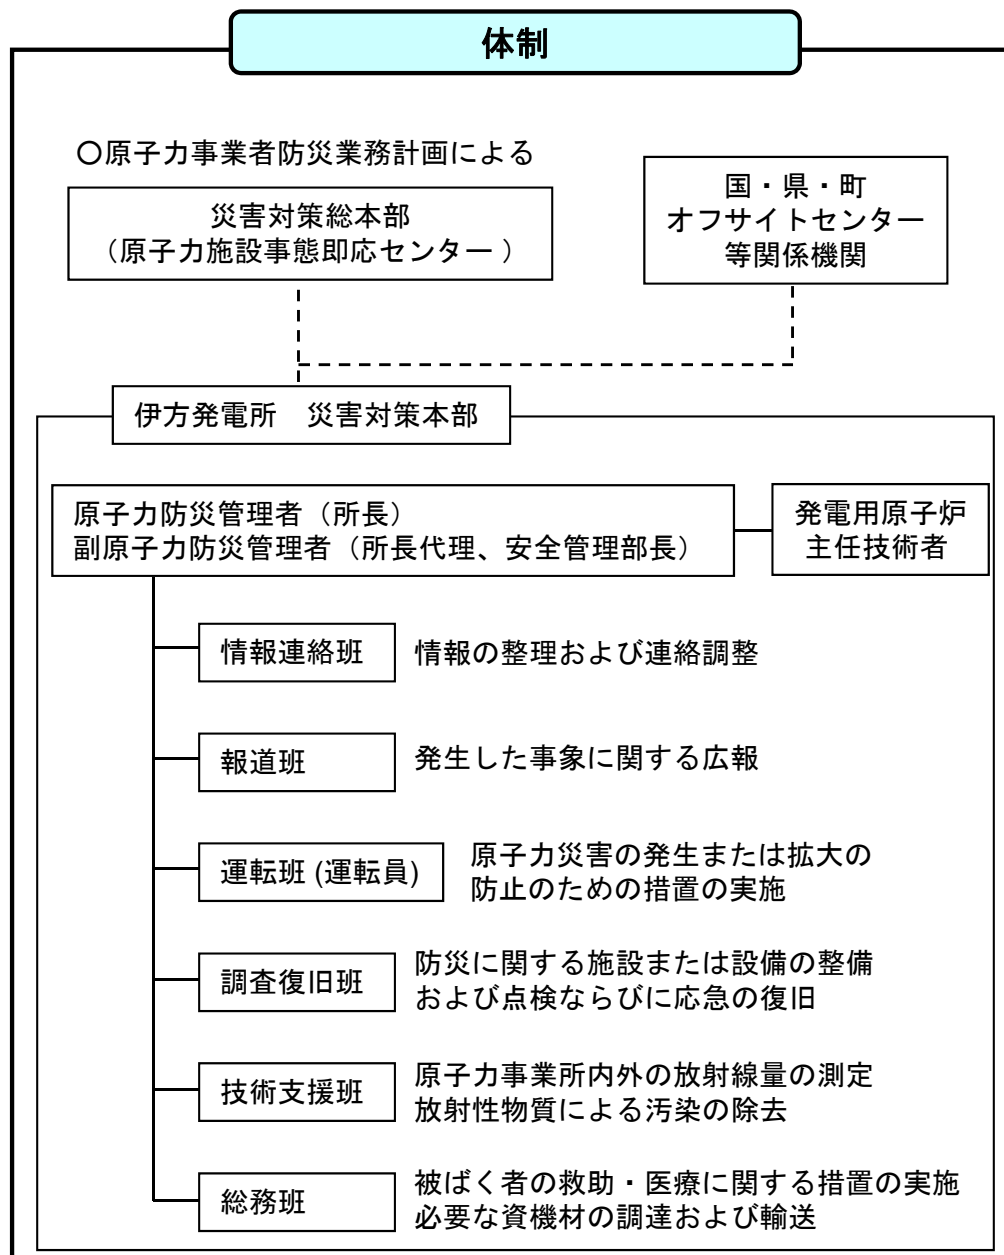 体制
○原子力事業者防災業務計画による
災害対策総本部
（原子力施設事態即応センター ）
国・県・町
オフサイトセンター
等関係機関
伊方発電所　災害対策本部
原子力防災管理者（所長）
副原子力防災管理者（所長代理、安全管理部長）
発電用原子炉
主任技術者
情報連絡班
情報の整理および連絡調整
報道班
発生した事象に関する広報
運転班 (運転員)
原子力災害の発生または拡大の
防止のための措置の実施
調査復旧班
防災に関する施設または設備の整備
および点検ならびに応急の復旧
技術支援班
原子力事業所内外の放射線量の測定
放射性物質による汚染の除去
総務班
被ばく者の救助・医療に関する措置の実施
必要な資機材の調達および輸送